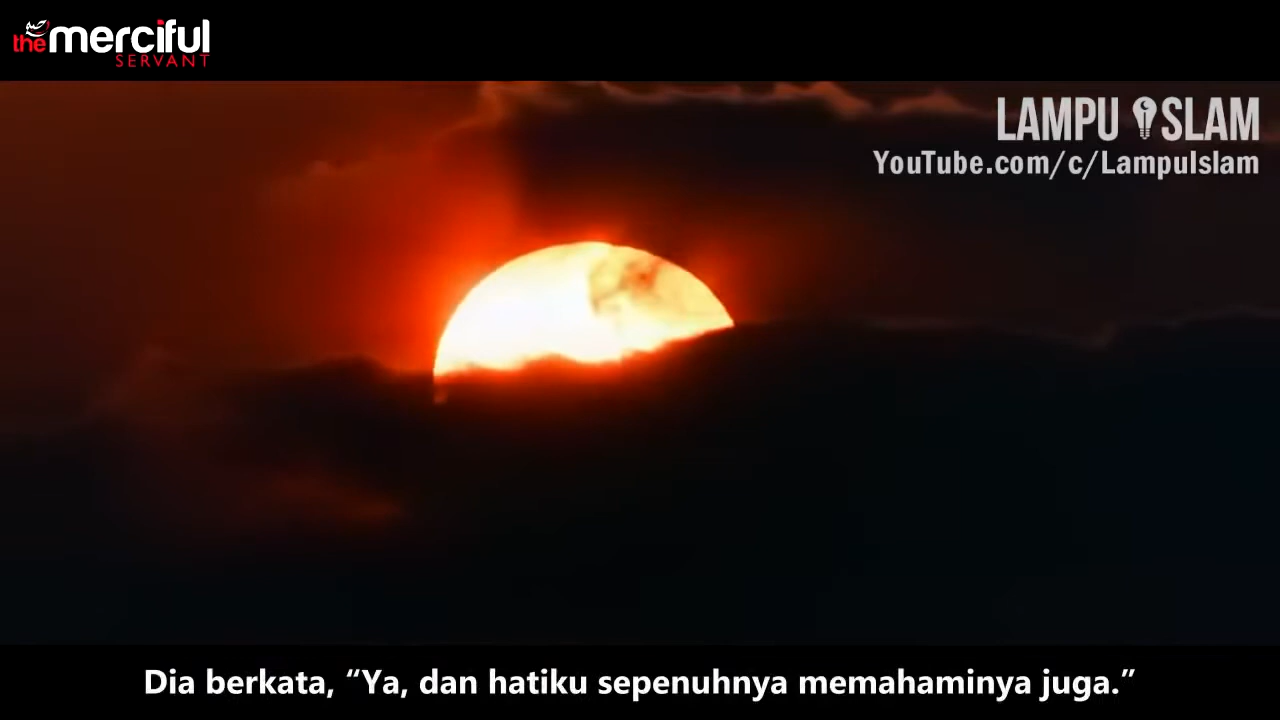 the merciful
SERVANT
LAMPU ISLAM
YouTube.com/c/LampuIslam
Dia berkata, “Ya, dan hatiku sepenuhnya memahaminya juga.”